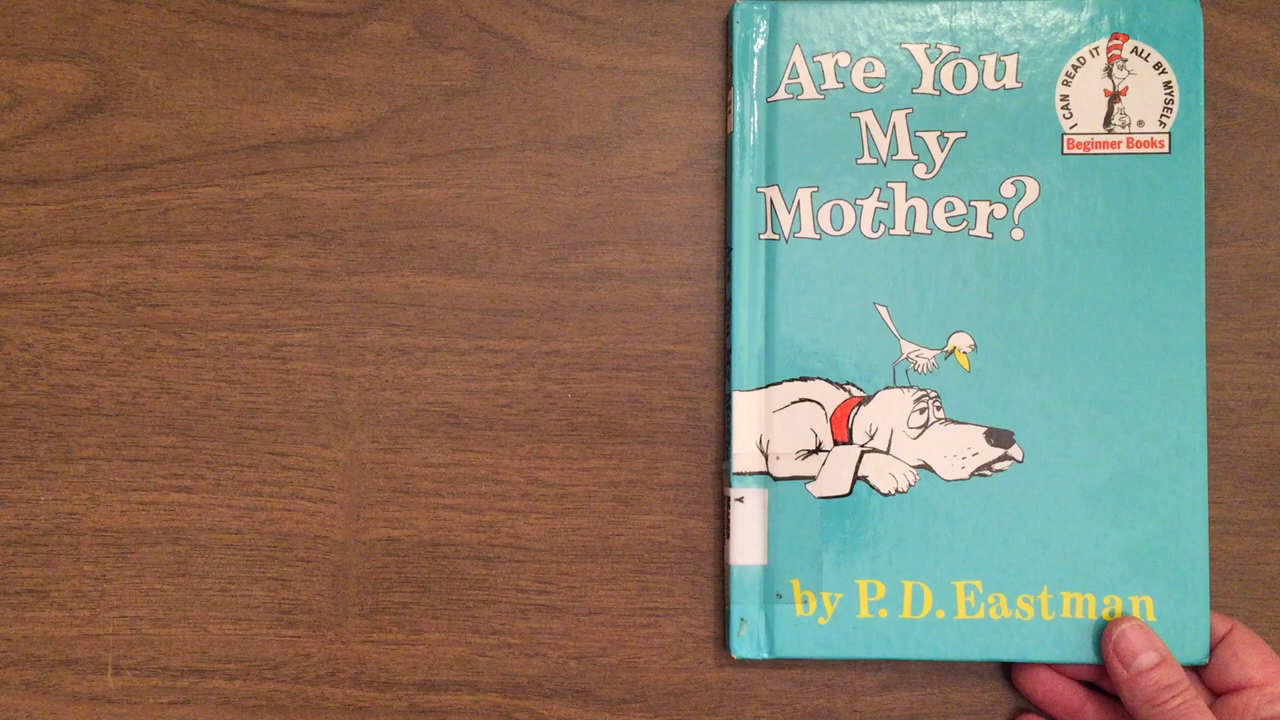 Are You
My
Mother?
I CAN READ IT ALL BY MYSELF
®
Beginner Books
by P. D. Eastman